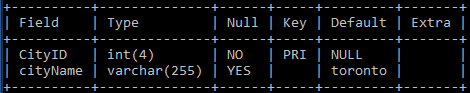 +----------+--------------+------+-----+---------+-------+
| Field    | Type         | Null | Key | Default | Extra |
+----------+--------------+------+-----+---------+-------+
| CityID   | int(4)       | NO   | PRI | NULL    |       |
| cityName | varchar(255) | YES  |     | toronto |       |
+----------+--------------+------+-----+---------+-------+